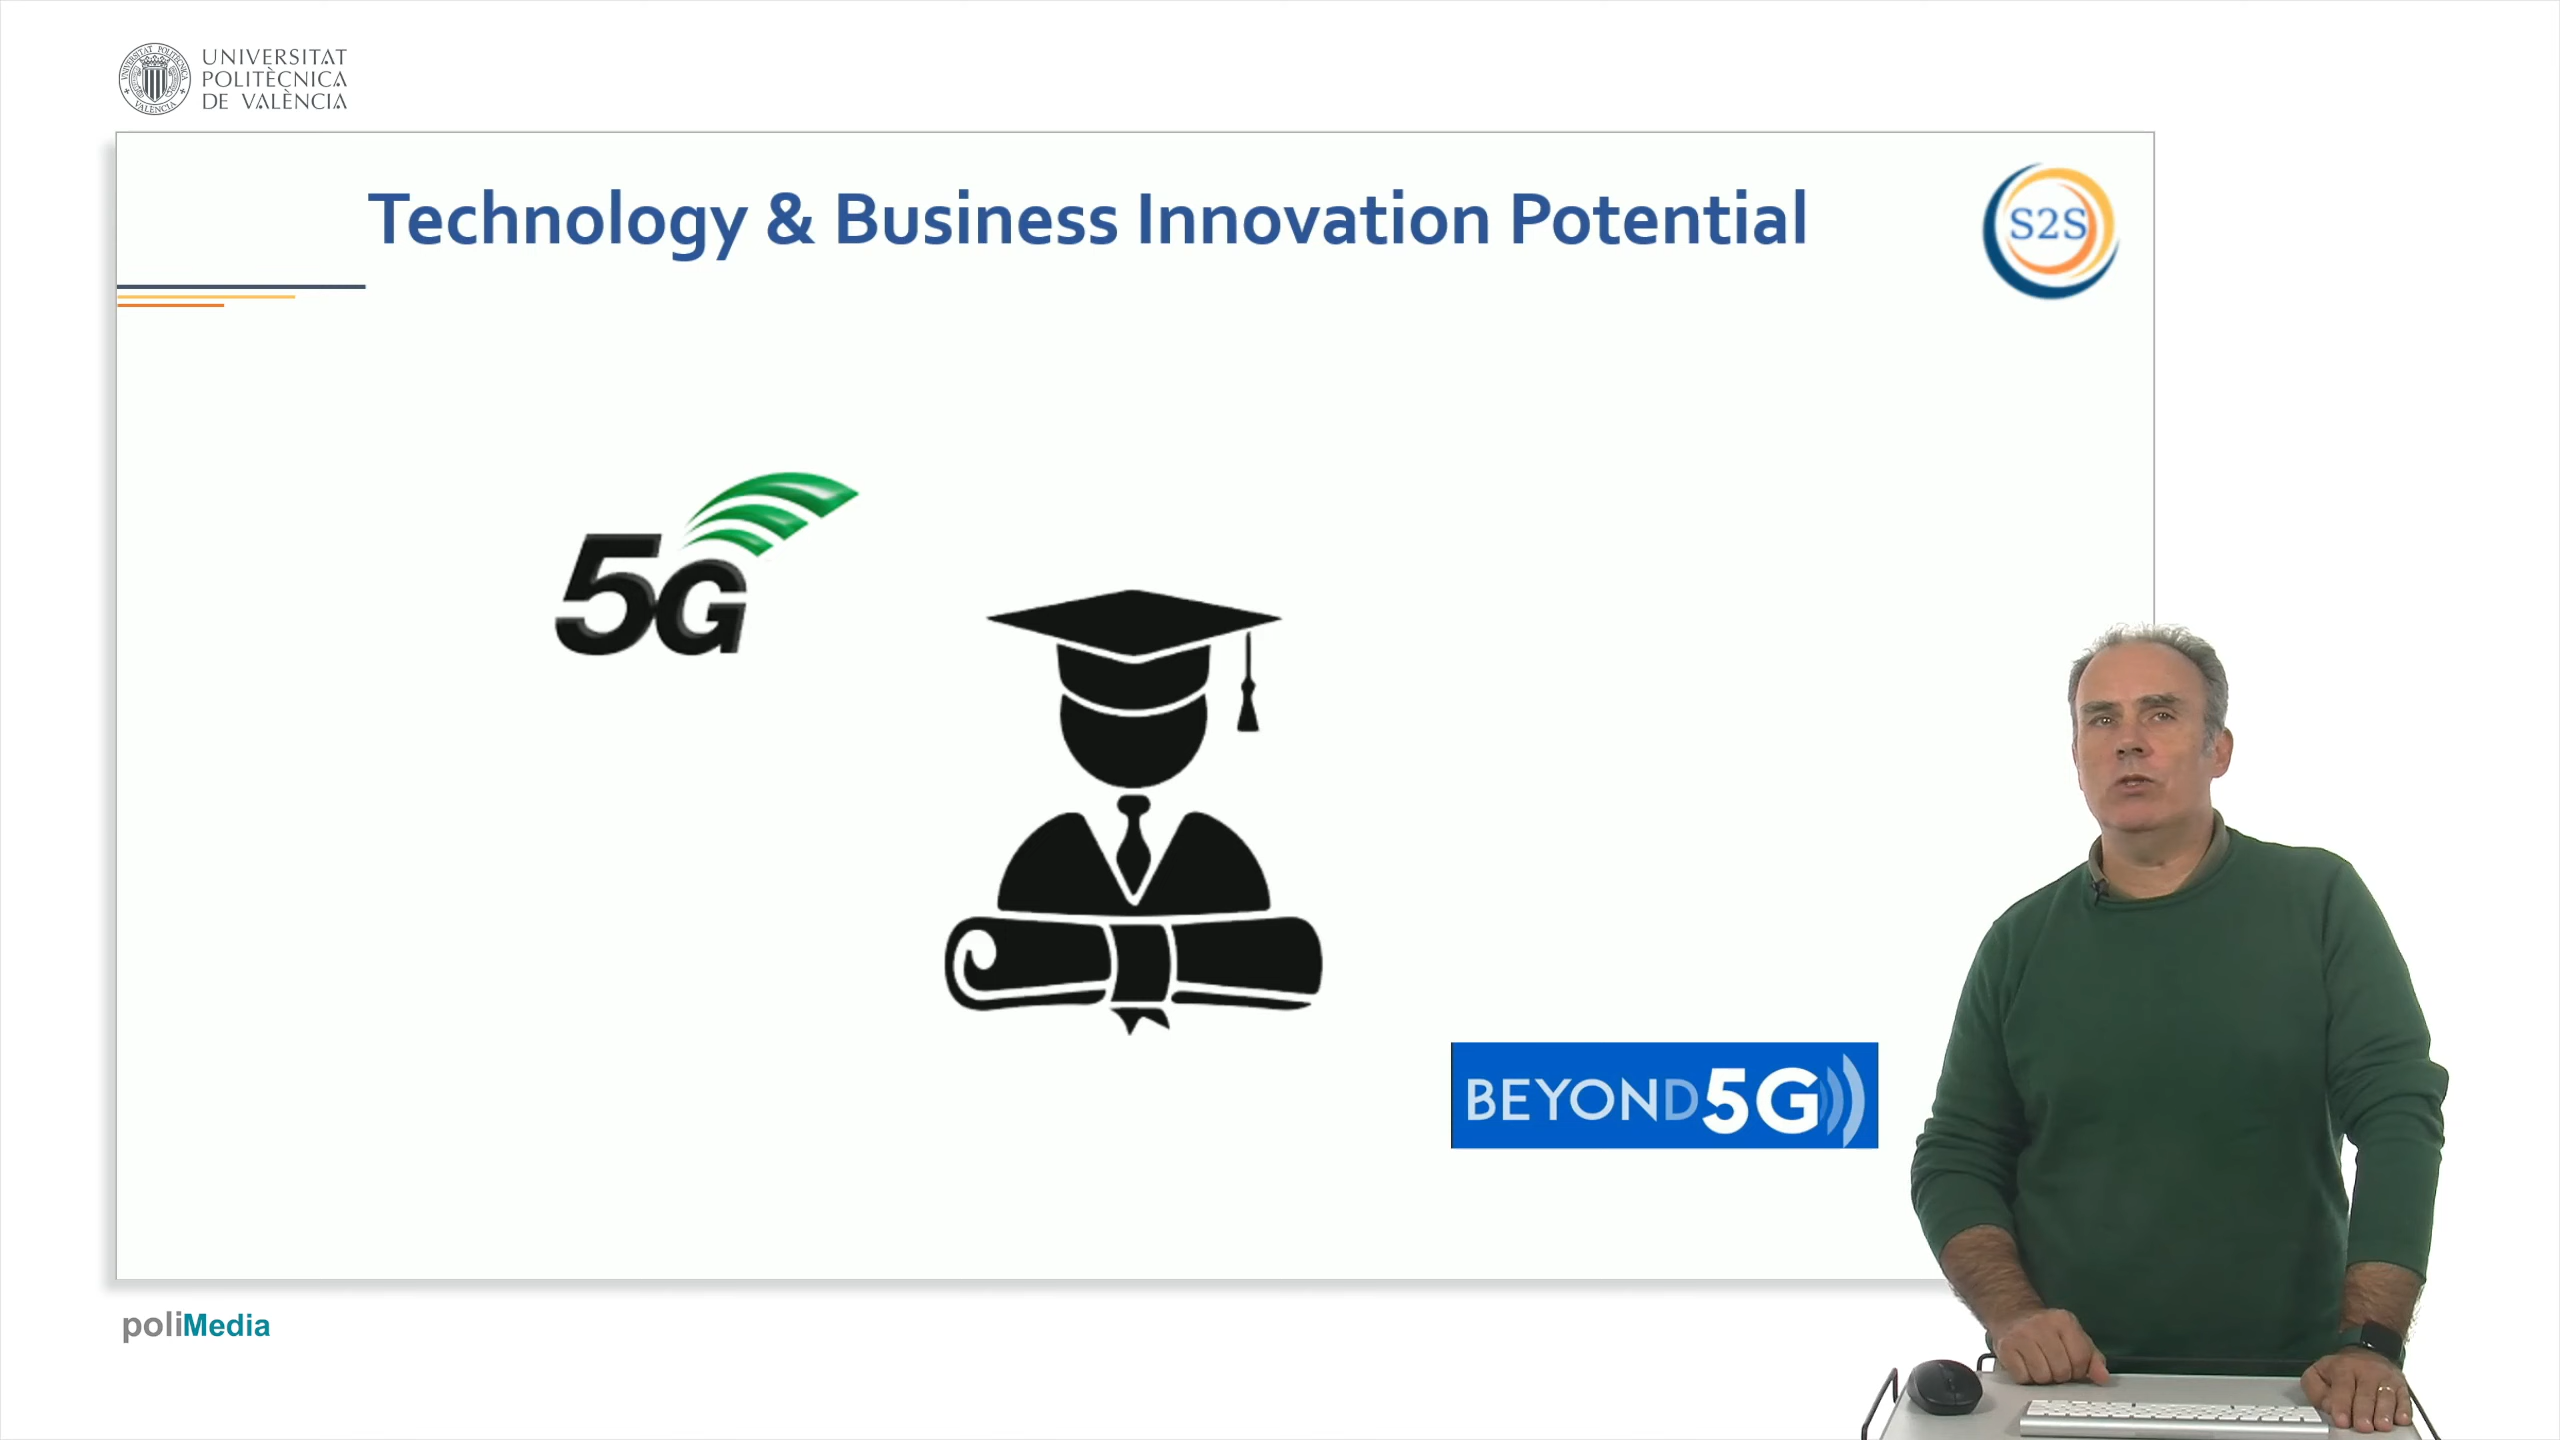 UNIVERSITAT
POLITÈCNICA
DE VALÈNCIA
Technology & Business Innovation Potential
S2S
5G
BEYOND5G
poliMedia